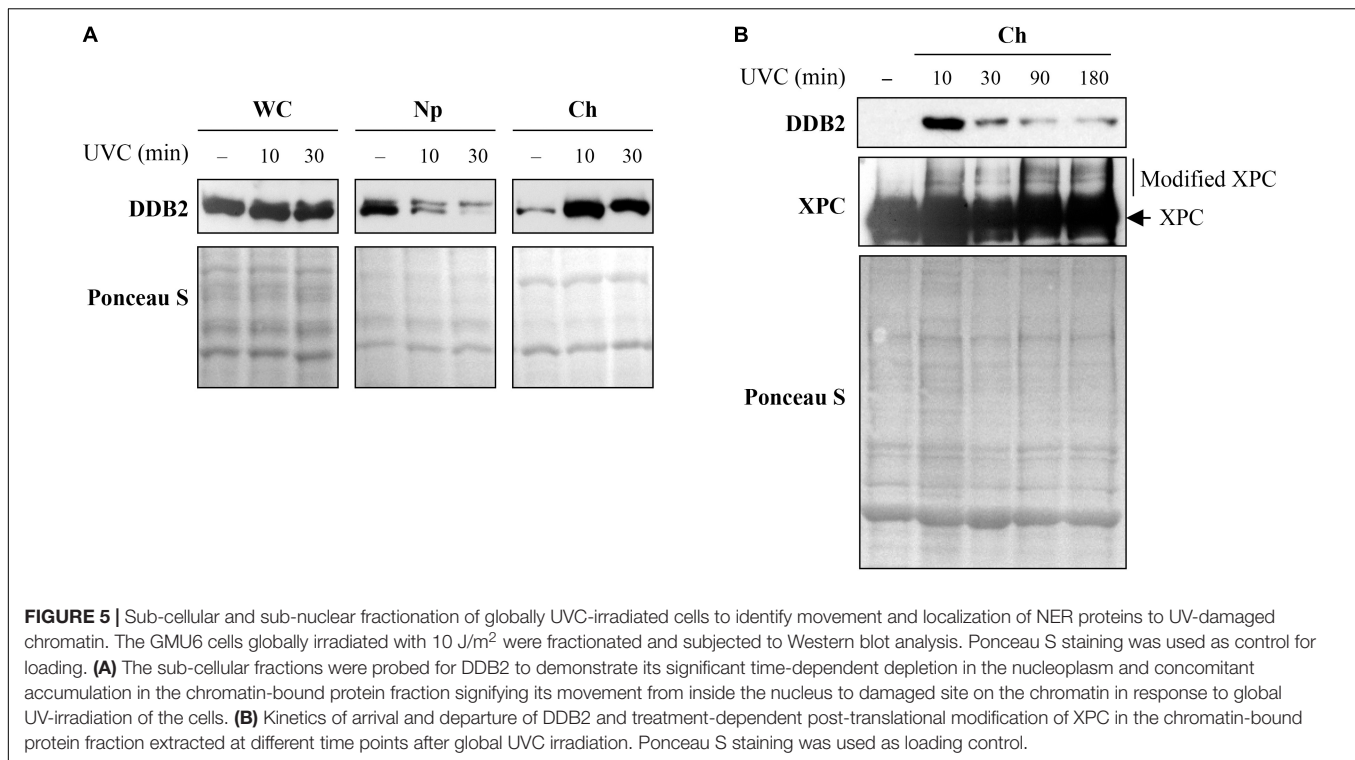 A
WC Np Ch
UVC (min) – 10 30 – 10 30 – 10 30
DDB2
Ponceau S
B
Ch
UVC (min) – 10 30 90 180
DDB2
XPC
Modified XPC
XPC
Ponceau S
FIGURE 5 | Sub-cellular and sub-nuclear fractionation of globally UVC-irradiated cells to identify movement and localization of NER proteins to UV-damaged
chromatin. The GMU6 cells globally irradiated with 10 J/m² were fractionated and subjected to Western blot analysis. Ponceau S staining was used as control for
loading. (A) The sub-cellular fractions were probed for DDB2 to demonstrate its significant time-dependent depletion in the nucleoplasm and concomitant
accumulation in the chromatin-bound protein fraction signifying its movement from inside the nucleus to damaged site on the chromatin in response to global
UV-irradiation of the cells. (B) Kinetics of arrival and departure of DDB2 and treatment-dependent post-translational modification of XPC in the chromatin-bound
protein fraction extracted at different time points after global UVC irradiation. Ponceau S staining was used as loading control.